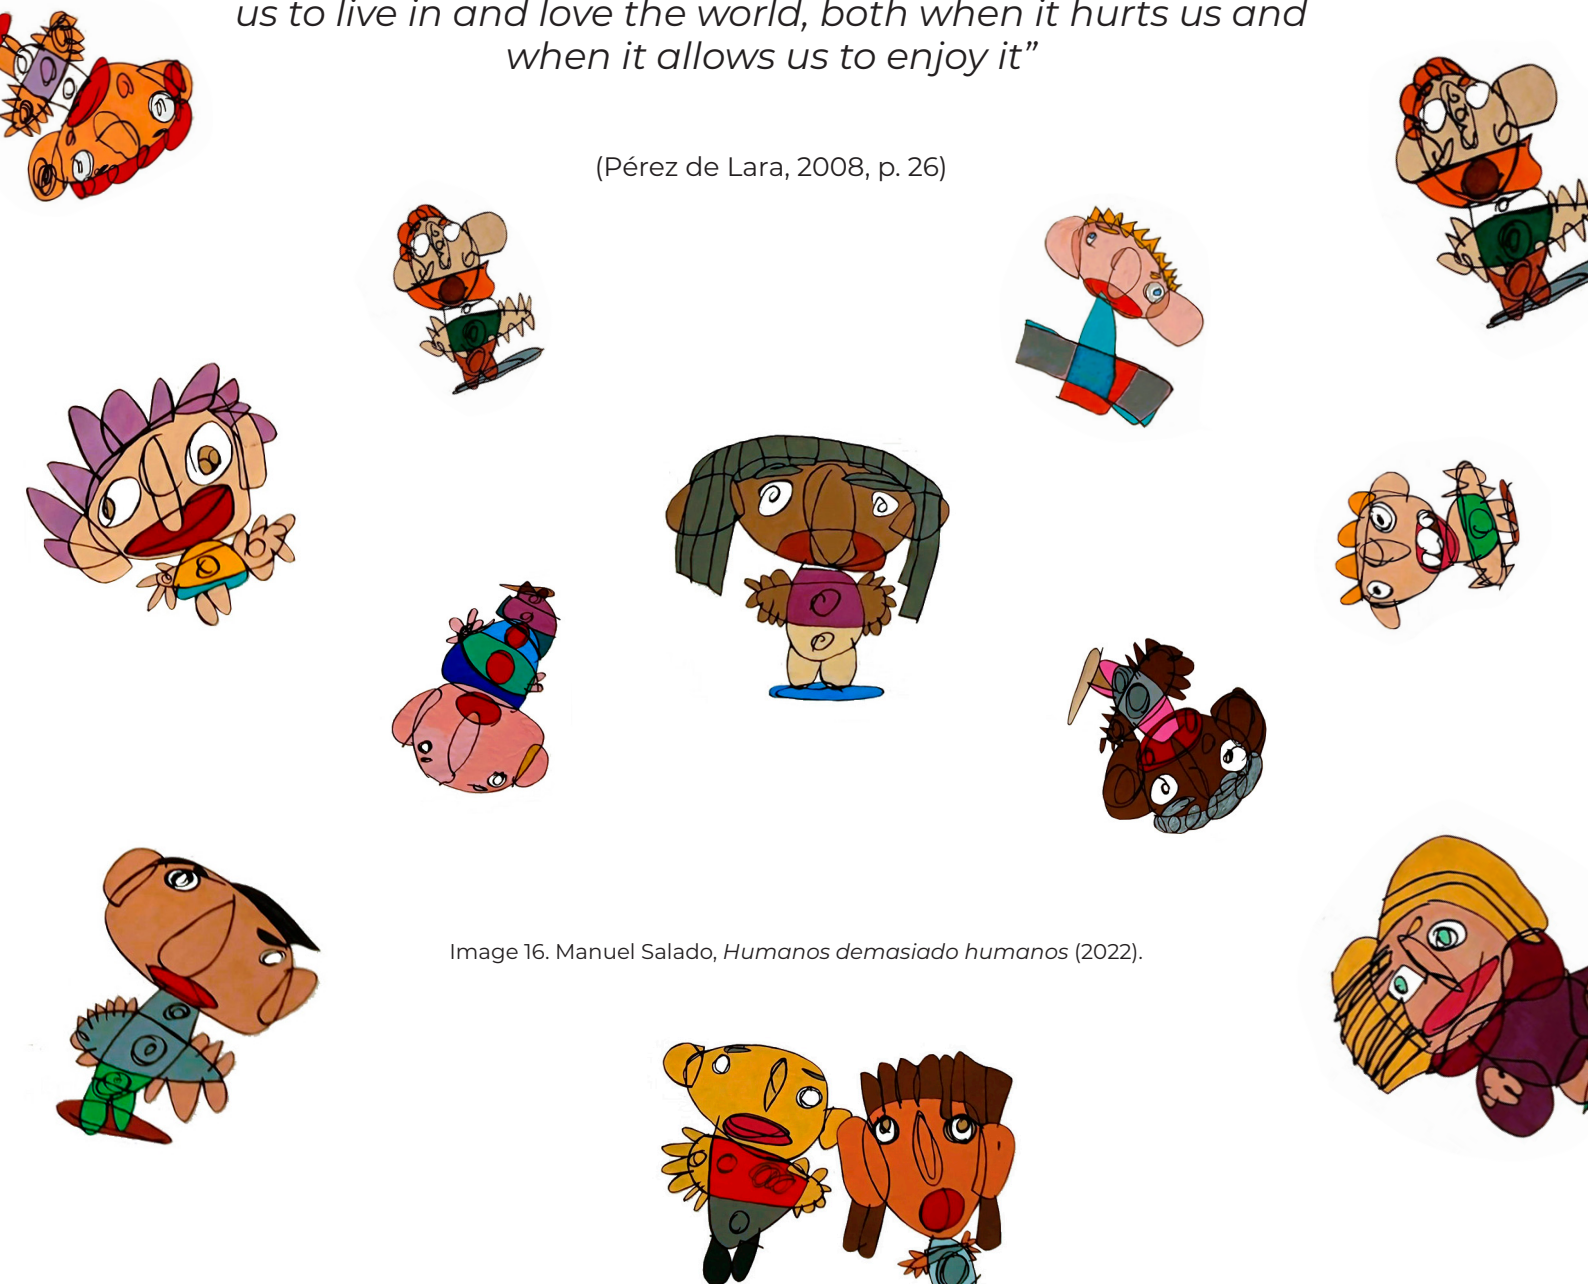 us to live in and love the world, both when it hurts us and
when it allows us to enjoy it”
(Pérez de Lara, 2008, p. 26)
Image 16. Manuel Salado, Humanos demasiado humanos (2022).